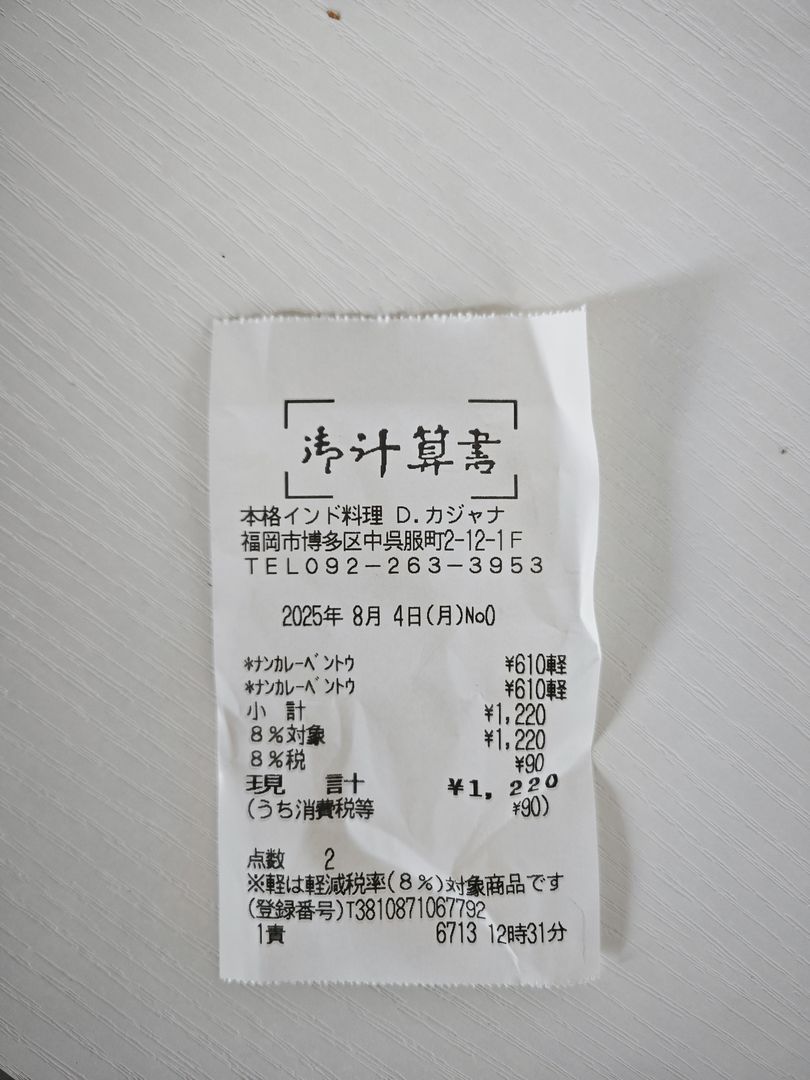 御計算書
本格インド料理 D.カジャナ
福岡市博多区中呉服町2-12-1F
TEL092-263-3953
2025年 8月 4日(月)No0
*ﾅﾝｶﾚｰﾍﾞﾝﾄｳ ¥610軽
*ﾅﾝｶﾚｰﾍﾞﾝﾄｳ ¥610軽
小 計 ¥1,220
8%対象 ¥1,220
8%税 ¥90
現 計 ¥1,220
(うち消費税等 ¥90)
点数 2
※軽は軽減税率(8%)対象商品です
(登録番号)T3810871067792
1責 6713 12時31分